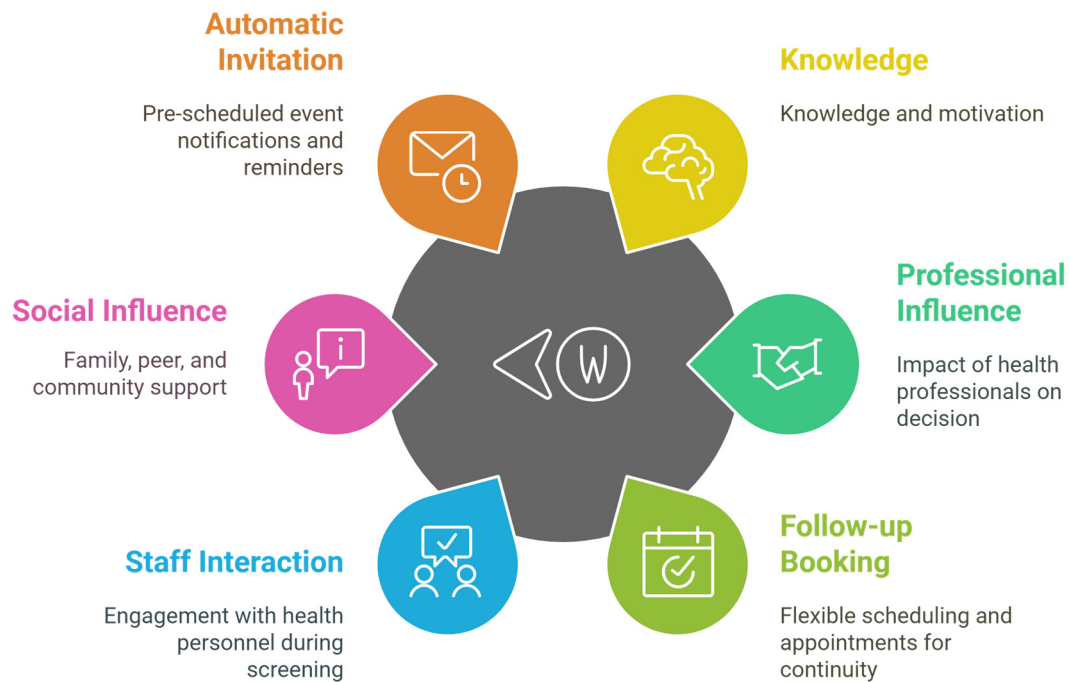 Automatic
Invitation
Pre-scheduled event
notifications and
reminders
Knowledge
Knowledge and motivation
Social Influence
Family, peer, and
community support
i
W
Professional
Influence
Impact of health
professionals on
decision
Staff Interaction
Engagement with health
personnel during
screening
Follow-up
Booking
Flexible scheduling and
appointments for
continuity